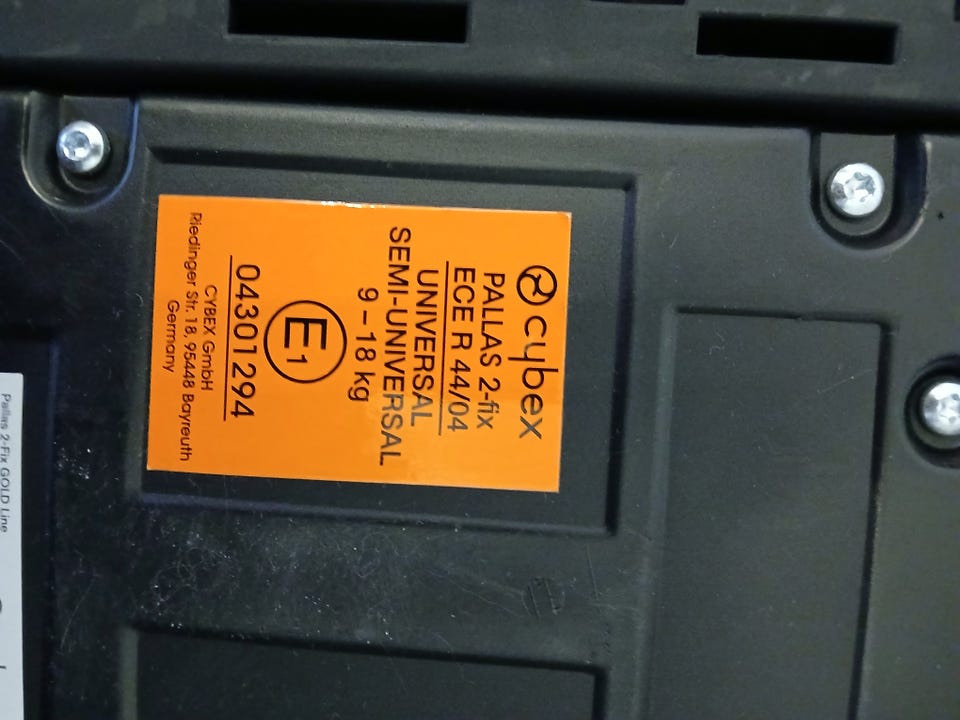 cybex
PALLAS 2-fix
ECE R 44/04
UNIVERSAL
SEMI-UNIVERSAL
9 – 18 kg
E1
04301294
CYBEX GmbH
Riedinger Str. 18, 95448 Bayreuth
Germany
Pallas 2-Fix GOLD Line